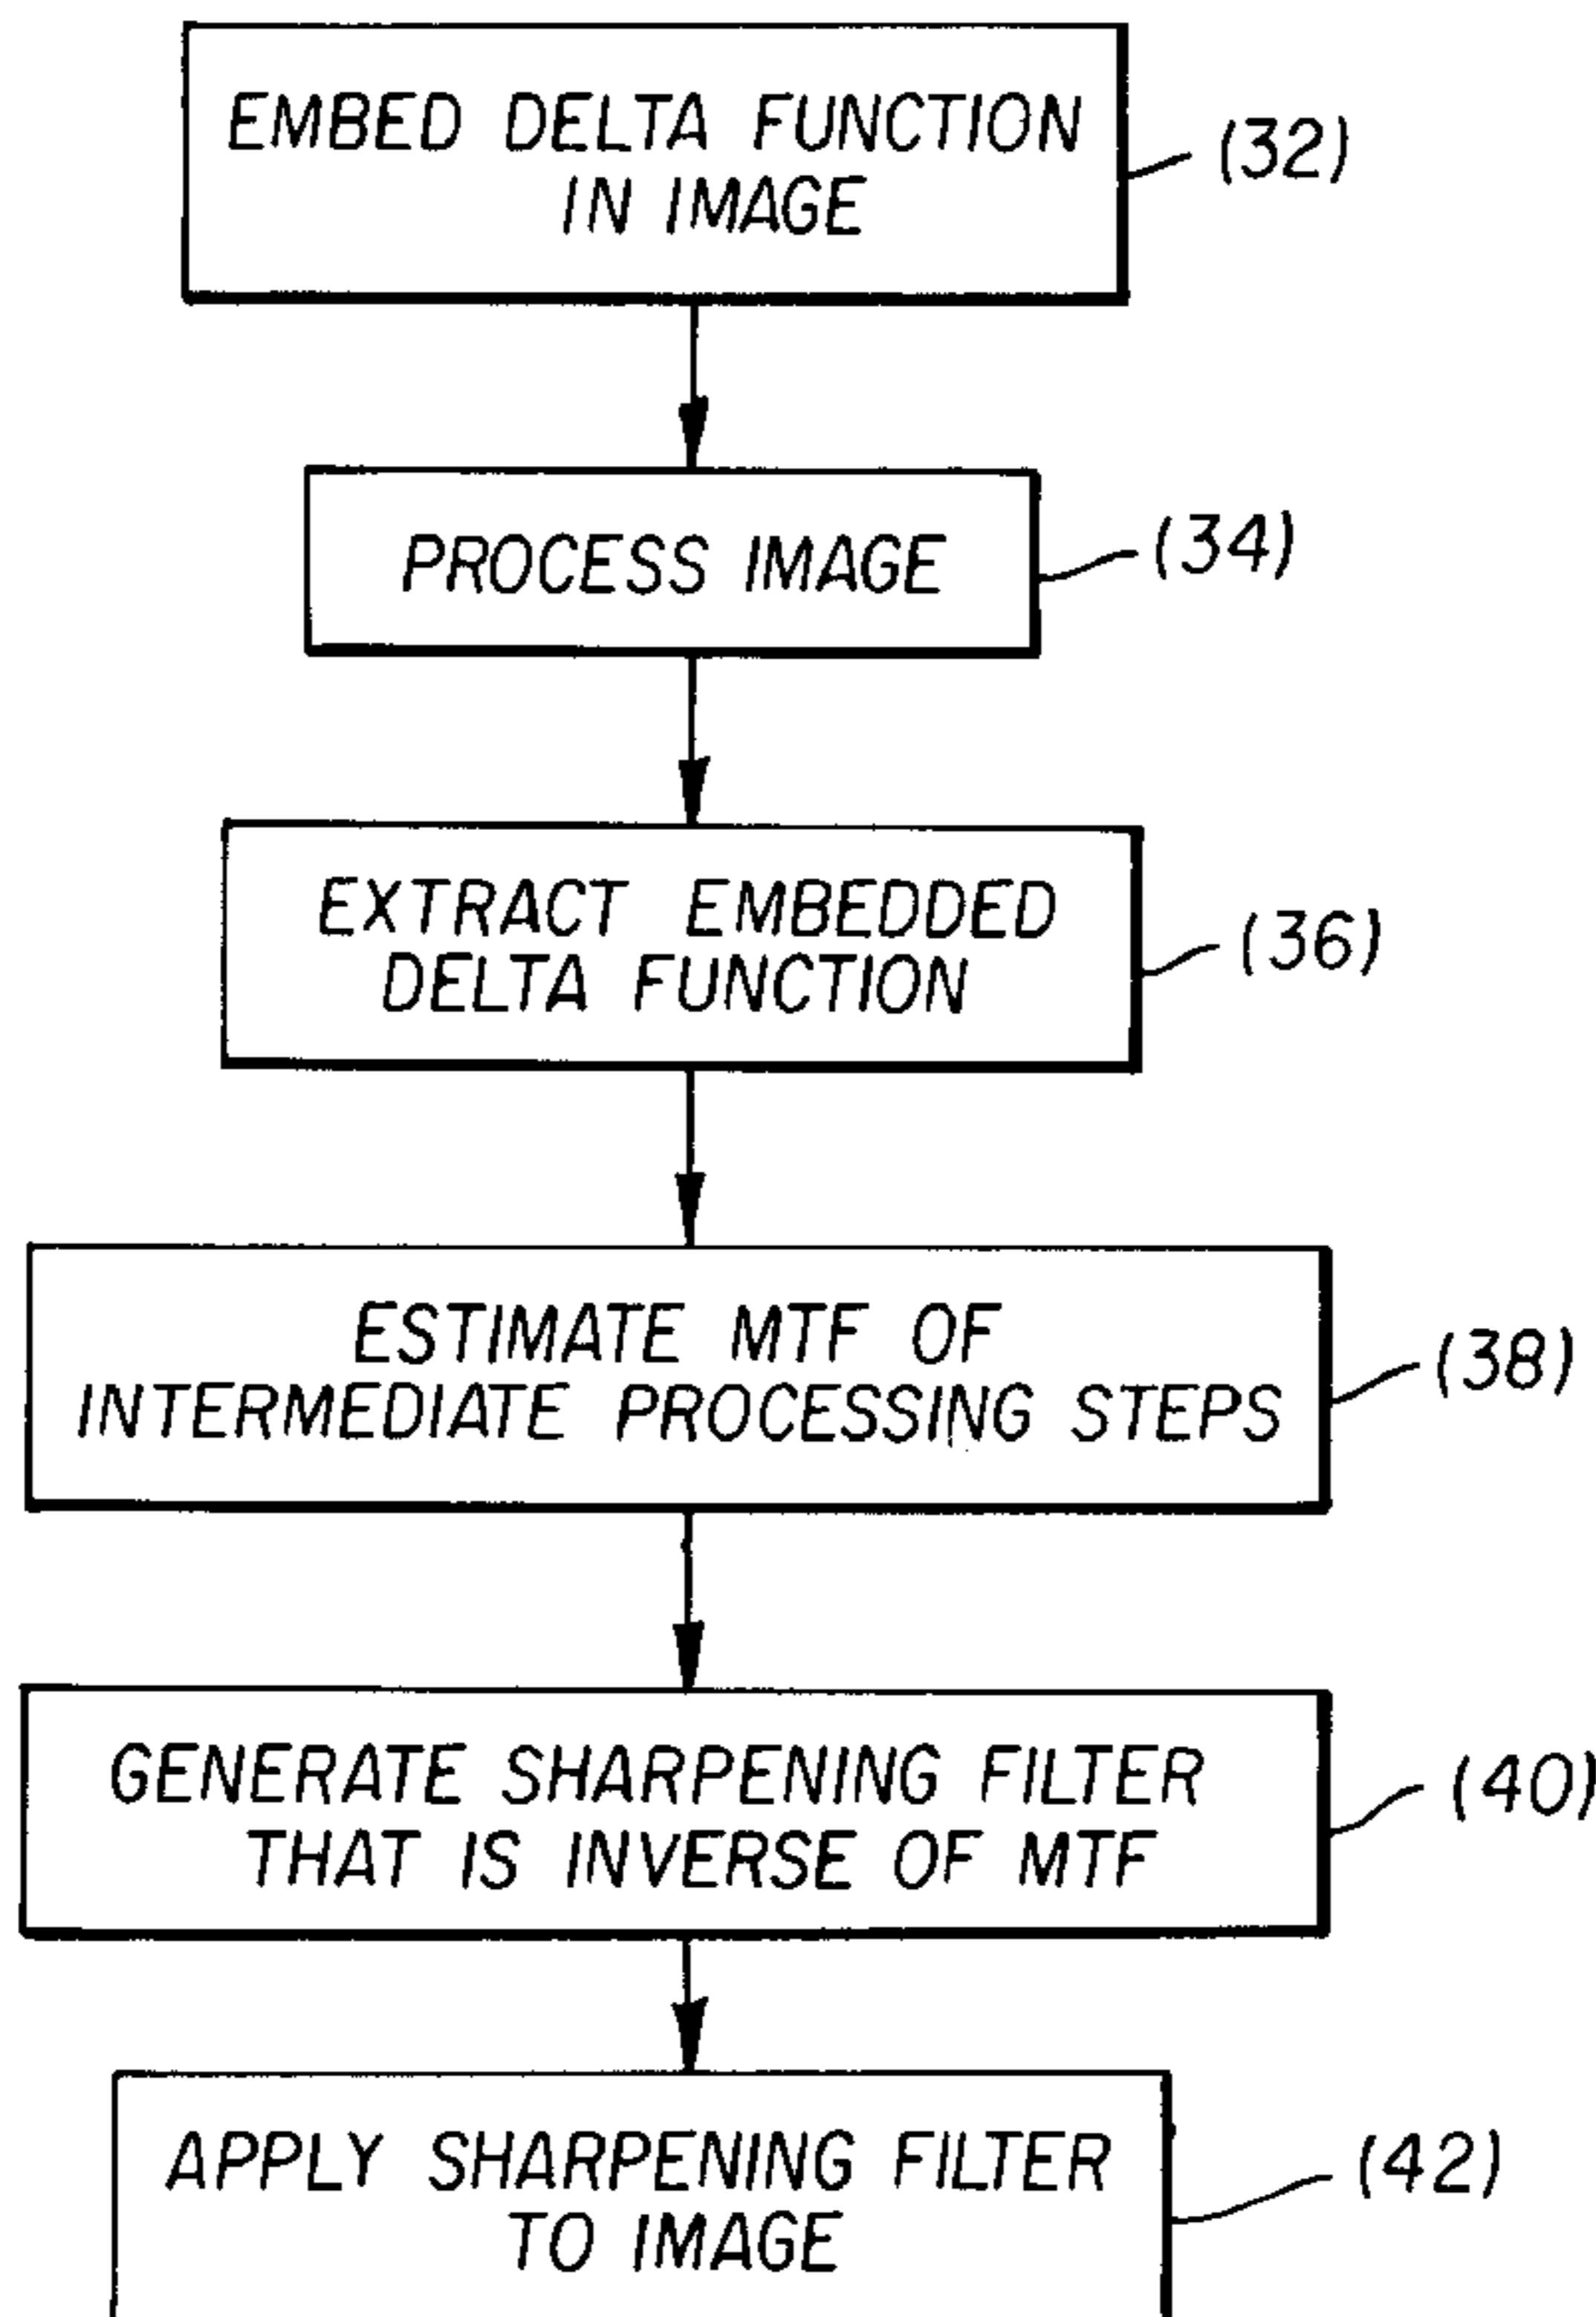 EMBED DELTA FUNCTION
IN IMAGE
(32)
PROCESS IMAGE
(34)
EXTRACT EMBEDDED
DELTA FUNCTION
(36)
ESTIMATE MTF OF
INTERMEDIATE PROCESSING STEPS
(38)
GENERATE SHARPENING FILTER
THAT IS INVERSE OF MTF
(40)
APPLY SHARPENING FILTER
TO IMAGE
(42)